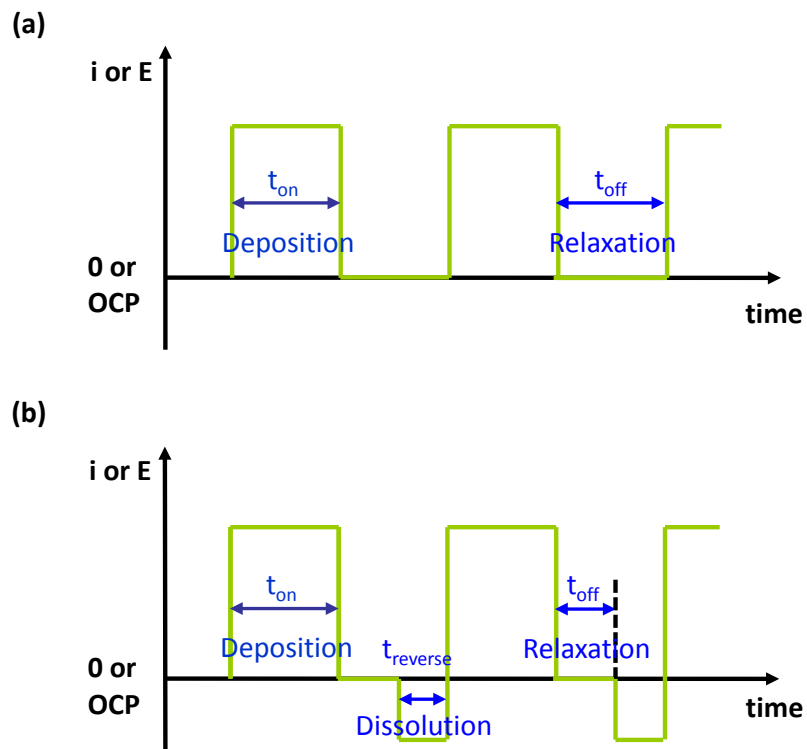 (a)
i or E
t_on
t_off
Deposition
Relaxation
0 or
OCP
time
(b)
i or E
t_on
t_off
Deposition
t_reverse
Relaxation
0 or
OCP
time
Dissolution